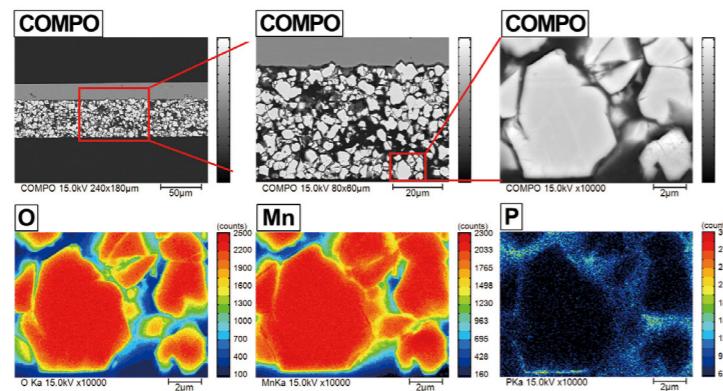 COMPO
COMPO
COMPO
COMPO 15.0kV 240x180µm
50µm
COMPO 15.0kV 80x60µm
20µm
COMPO 15.0kV x10000
2µm
O
(counts)
2500
2200
1900
1600
1300
1000
700
400
100
O Ka 15.0kV x10000
2µm
Mn
(counts)
2300
2033
1765
1498
1230
963
695
428
160
MnKa 15.0kV x10000
2µm
P
(counts)
PKa 15.0kV x10000
2µm